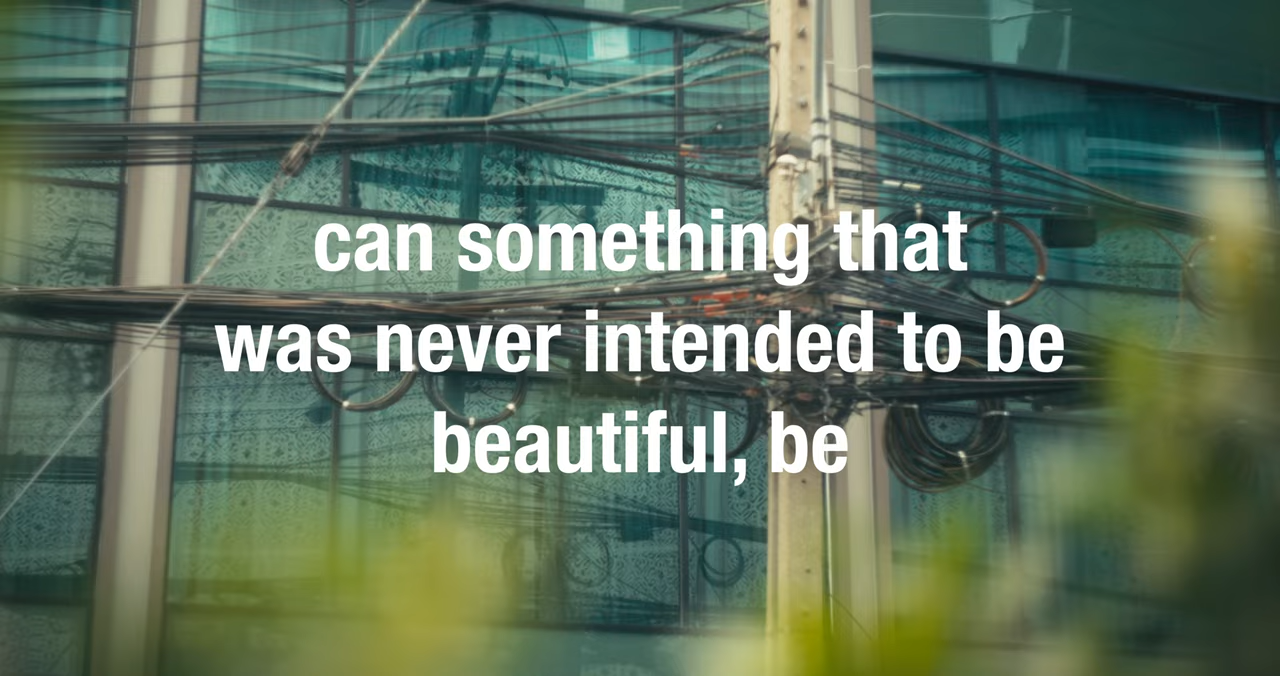 can something that
was never intended to be
beautiful, be